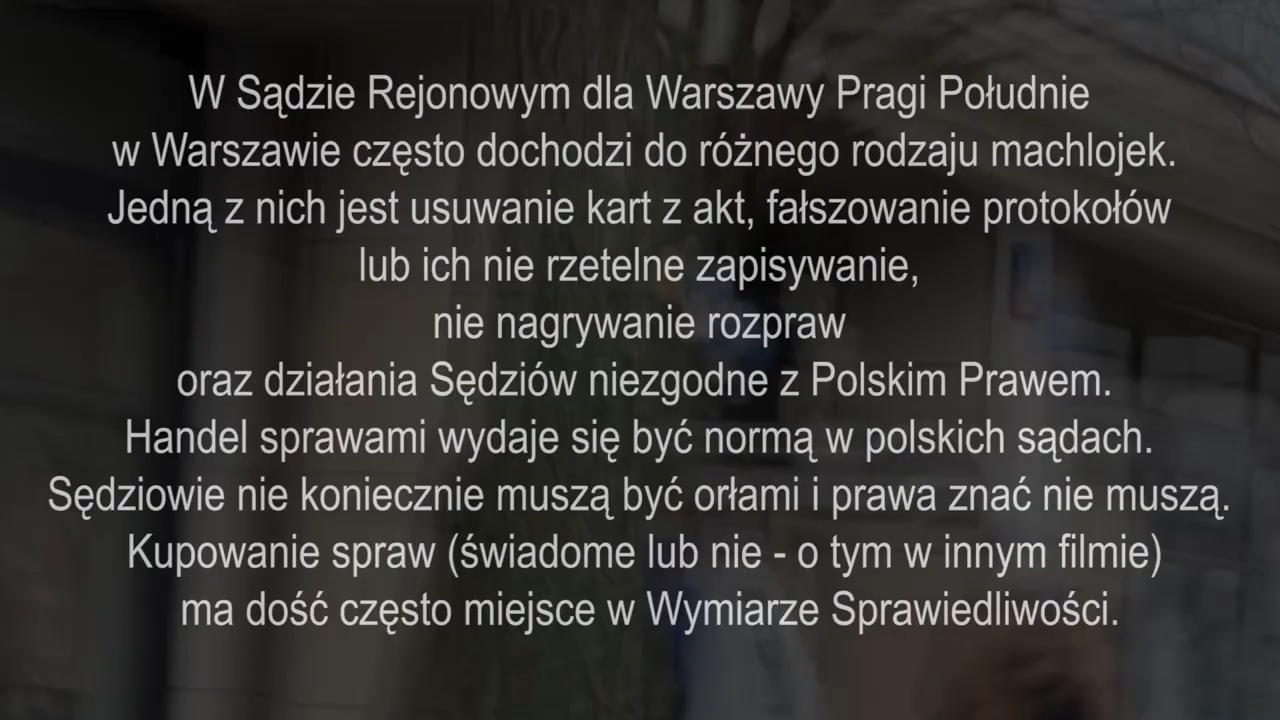 W Sądzie Rejonowym dla Warszawy Pragi Południe
w Warszawie często dochodzi do różnego rodzaju machlojek.
Jedną z nich jest usuwanie kart z akt, fałszowanie protokołów
lub ich nie rzetelne zapisywanie,
nie nagrywanie rozpraw
oraz działania Sędziów niezgodne z Polskim Prawem.
Handel sprawami wydaje się być normą w polskich sądach.
Sędziowie nie koniecznie muszą być orłami i prawa znać nie muszą.
Kupowanie spraw (świadome lub nie - o tym w innym filmie)
ma dość często miejsce w Wymiarze Sprawiedliwości.